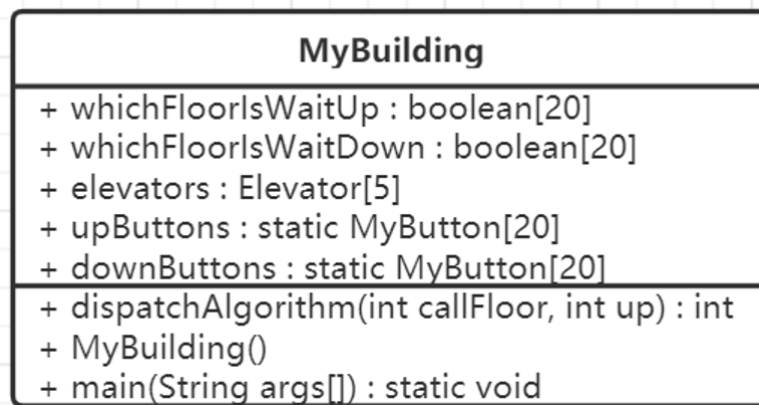 MyBuilding
+ whichFloorIsWaitUp : boolean[20]
+ whichFloorIsWaitDown : boolean[20]
+ elevators : Elevator[5]
+ upButtons : static MyButton[20]
+ downButtons : static MyButton[20]
+ dispatchAlgorithm(int callFloor, int up) : int
+ MyBuilding()
+ main(String args[]) : static void